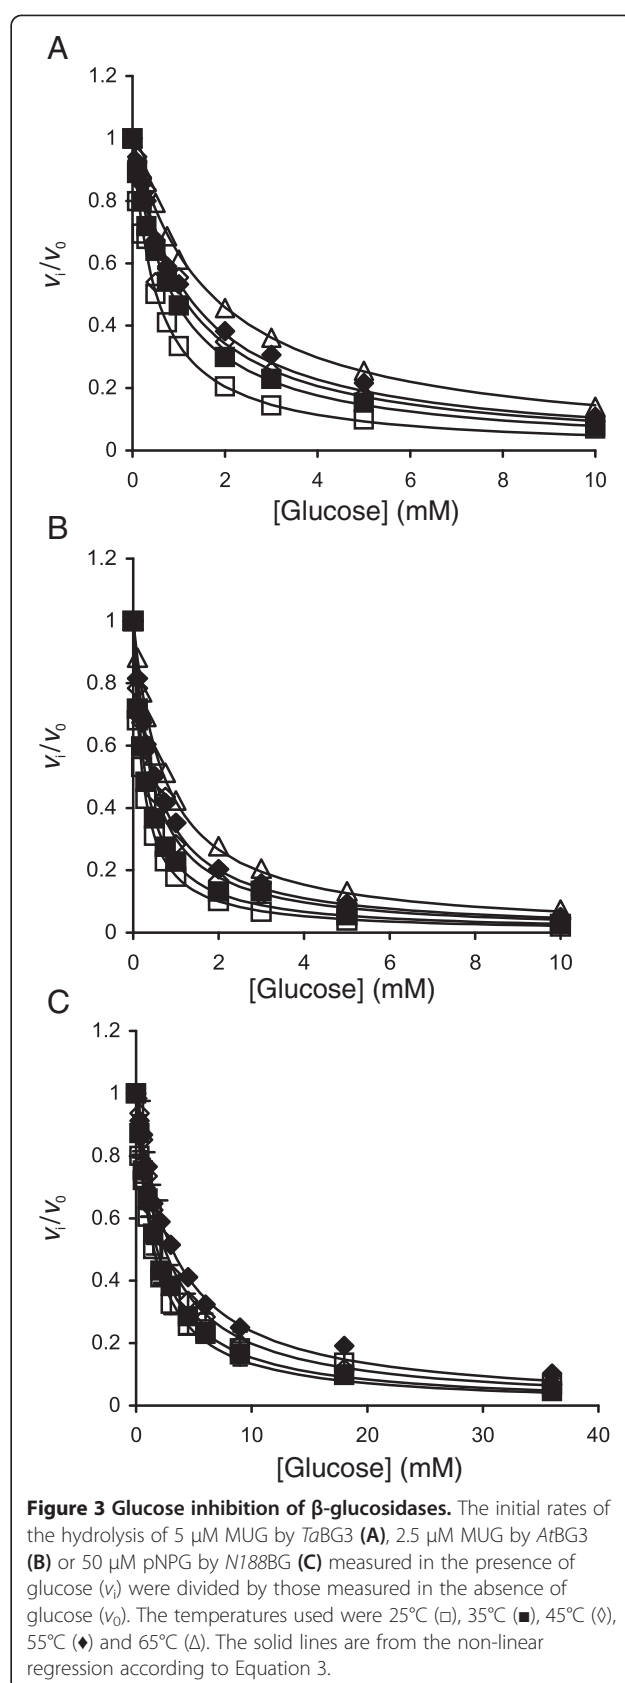 A
1.2
1
0.8
0.6
0.4
0.2
0
vᵢ/v₀
0 2 4 6 8 10
[Glucose] (mM)
B
1.2
1
0.8
0.6
0.4
0.2
0
vᵢ/v₀
0 2 4 6 8 10
[Glucose] (mM)
C
1.2
1
0.8
0.6
0.4
0.2
0
vᵢ/v₀
0 10 20 30 40
[Glucose] (mM)
Figure 3 Glucose inhibition of β-glucosidases. The initial rates of
the hydrolysis of 5 μM MUG by TaBG3 (A), 2.5 μM MUG by AtBG3
(B) or 50 μM pNPG by N188BG (C) measured in the presence of
glucose (vᵢ) were divided by those measured in the absence of
glucose (v₀). The temperatures used were 25°C (□), 35°C (■), 45°C (◊),
55°C (♦) and 65°C (Δ). The solid lines are from the non-linear
regression according to Equation 3.